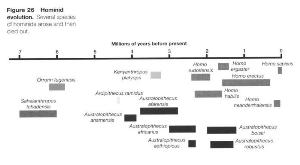 Figure 26 Hominid
evolution. Several species
of hominids arose and then
died out.
Millions of years before present
7 6 5 4 3 2 1 0
Kenyanthropus
platyops
Homo
rudolfensis
Homo
ergaster
Homo sapiens
Homo erectus
Orrorin tugenensis
Ardipithecus ramidus
Homo
habilis
Sahelanthropus
tchadensis
Australopithecus
afarensis
Homo
neanderthalensis
Australopithecus
anamensis
Australopithecus
africanus
Australopithecus
boisei
Australopithecus
aethiopicus
Australopithecus
robustus